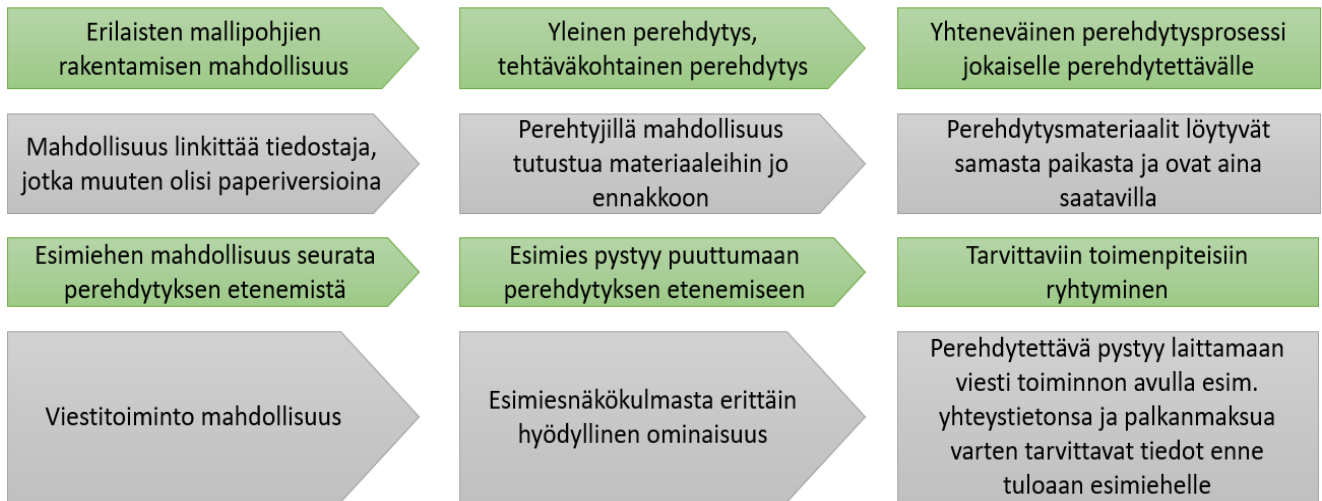 Erilaisten mallipohjien
rakentamisen mahdollisuus
Yleinen perehdytys,
tehtäväkohtainen perehdytys
Yhteneväinen perehdytysprosessi
jokaiselle perehdytettävälle
Mahdollisuus linkittää tiedostaja,
jotka muuten olisi paperiversioina
Perehtyjillä mahdollisuus
tutustua materiaaleihin jo
ennakkoon
Perehdytysmateriaalit löytyvät
samasta paikasta ja ovat aina
saatavilla
Esimiehen mahdollisuus seurata
perehdytyksen etenemistä
Esimies pystyy puuttumaan
perehdytyksen etenemiseen
Tarvittaviin toimenpiteisiin
ryhtyminen
Viestitoiminto mahdollisuus
Esimiesnäkökulmasta erittäin
hyödyllinen ominaisuus
Perehdytettävä pystyy laittamaan
viesti toiminnon avulla esim.
yhteystietonsa ja palkanmaksua
varten tarvittavat tiedot enne
tuloaan esimiehelle